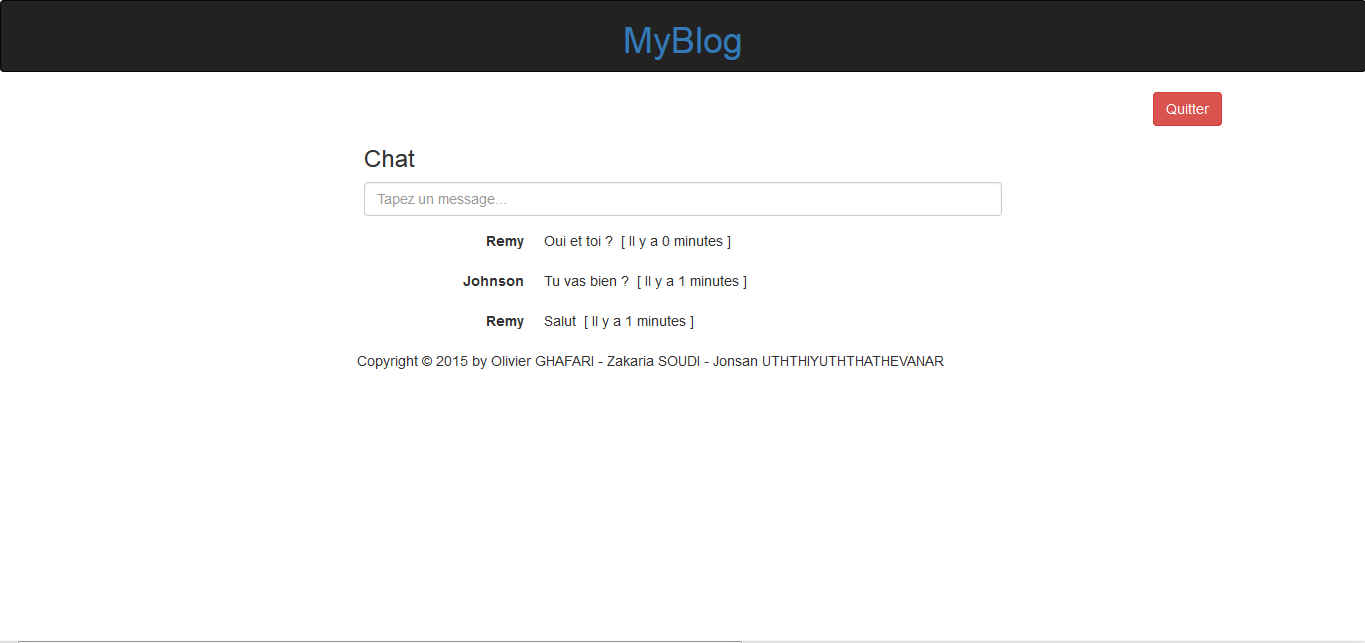 MyBlog
Quitter
Chat
Tapez un message...
Remy Oui et toi ? [ Il y a 0 minutes ]
Johnson Tu vas bien ? [ Il y a 1 minutes ]
Remy Salut [ Il y a 1 minutes ]
Copyright © 2015 by Olivier GHAFARI - Zakaria SOUDI - Jonsan UTHTHIYUTHTHATHEVANAR